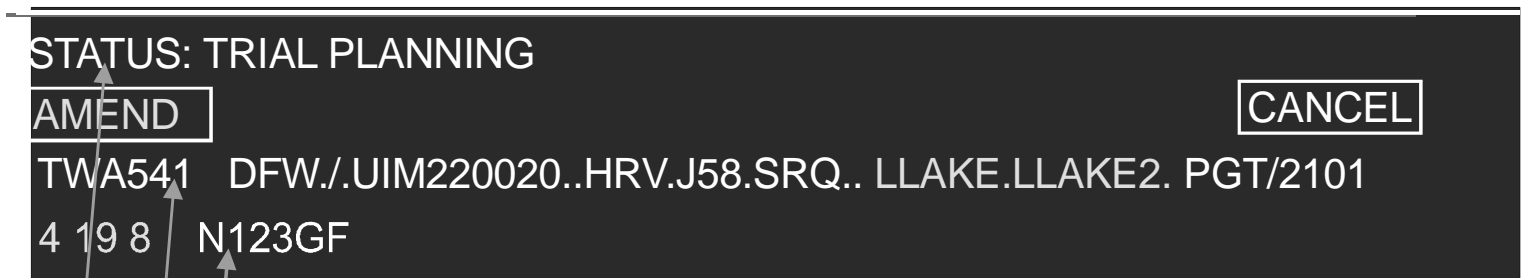 STATUS: TRIAL PLANNING
AMEND CANCEL
TWA541 DFW./.UIM220020..HRV.J58.SRQ.. LLAKE.LLAKE2. PGT/2101
4 19 8 N123GF